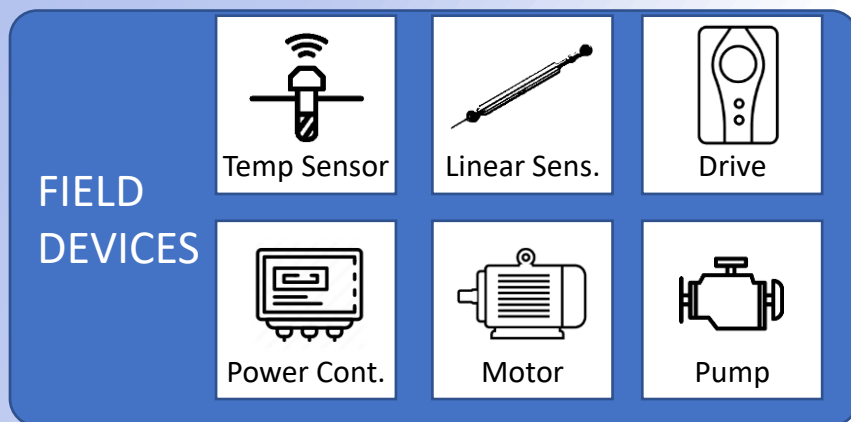 FIELD
DEVICES
Temp Sensor
Linear Sens.
Drive
Power Cont.
Motor
Pump